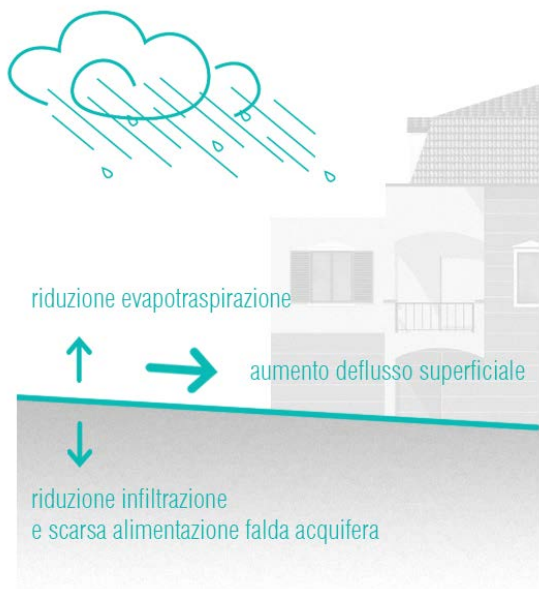 riduzione evapotraspirazione
aumento deflusso superficiale
riduzione infiltrazione
e scarsa alimentazione falda acquifera